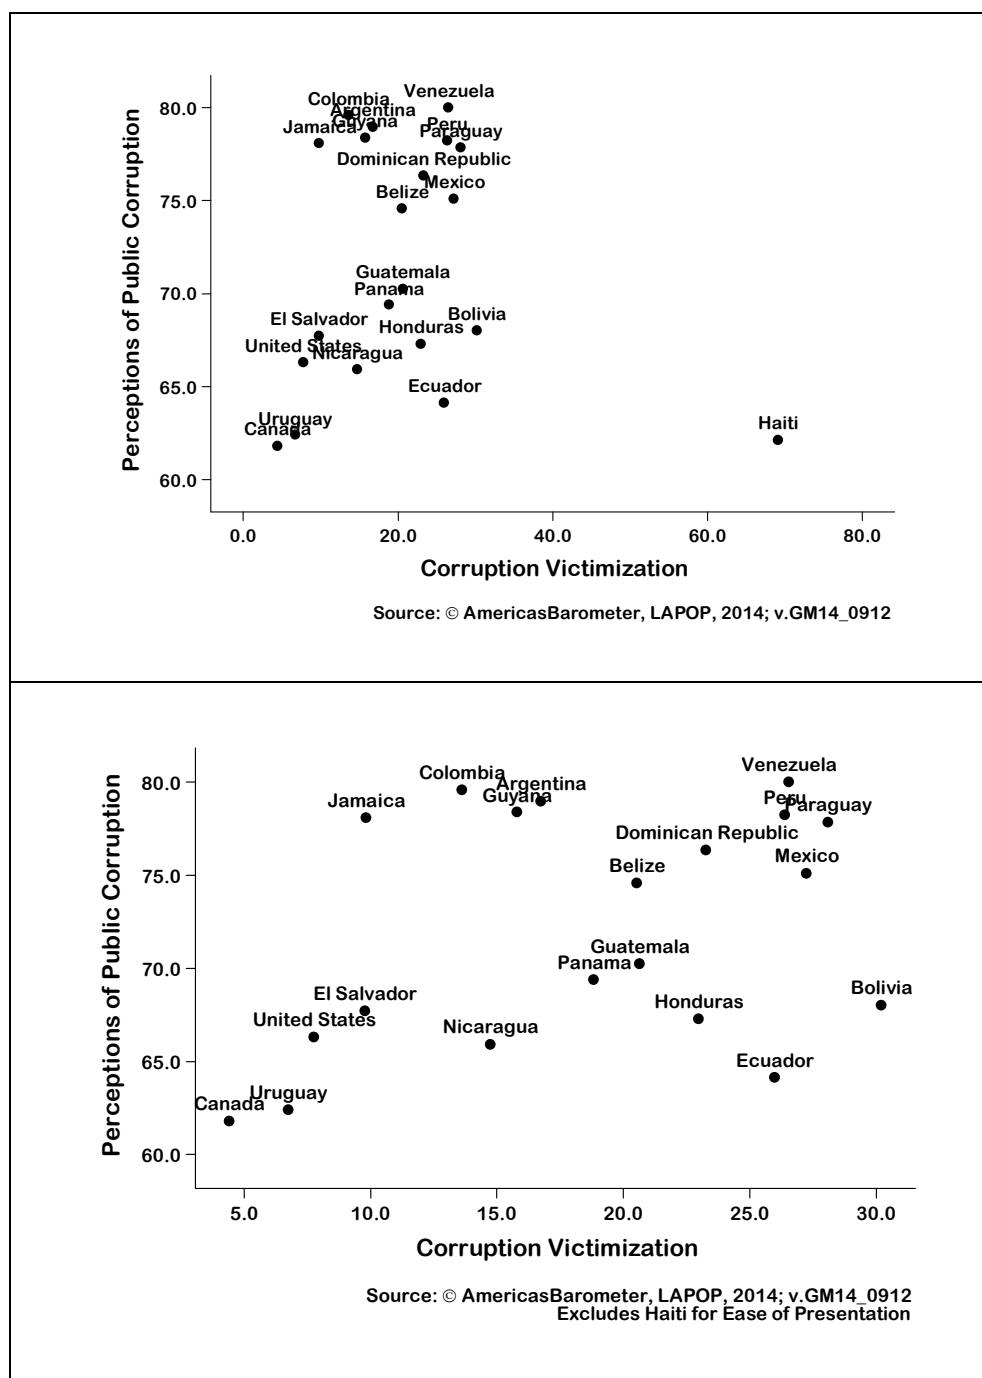 Perceptions of Public Corruption
80.0
75.0
70.0
65.0
60.0
Venezuela
Colombia
Argentina
Guyana
Peru
Jamaica
Paraguay
Dominican Republic
Mexico
Belize
Guatemala
Panama
Bolivia
El Salvador
Honduras
United States
Nicaragua
Ecuador
Uruguay
Canada
Haiti
0.0 20.0 40.0 60.0 80.0
Corruption Victimization
Source: © AmericasBarometer, LAPOP, 2014; v.GM14_0912
Perceptions of Public Corruption
80.0
75.0
70.0
65.0
60.0
Venezuela
Colombia
Argentina
Guyana
Peru
Jamaica
Paraguay
Dominican Republic
Mexico
Belize
Guatemala
Panama
Bolivia
El Salvador
Honduras
United States
Nicaragua
Ecuador
Uruguay
Canada
5.0 10.0 15.0 20.0 25.0 30.0
Corruption Victimization
Source: © AmericasBarometer, LAPOP, 2014; v.GM14_0912
Excludes Haiti for Ease of Presentation